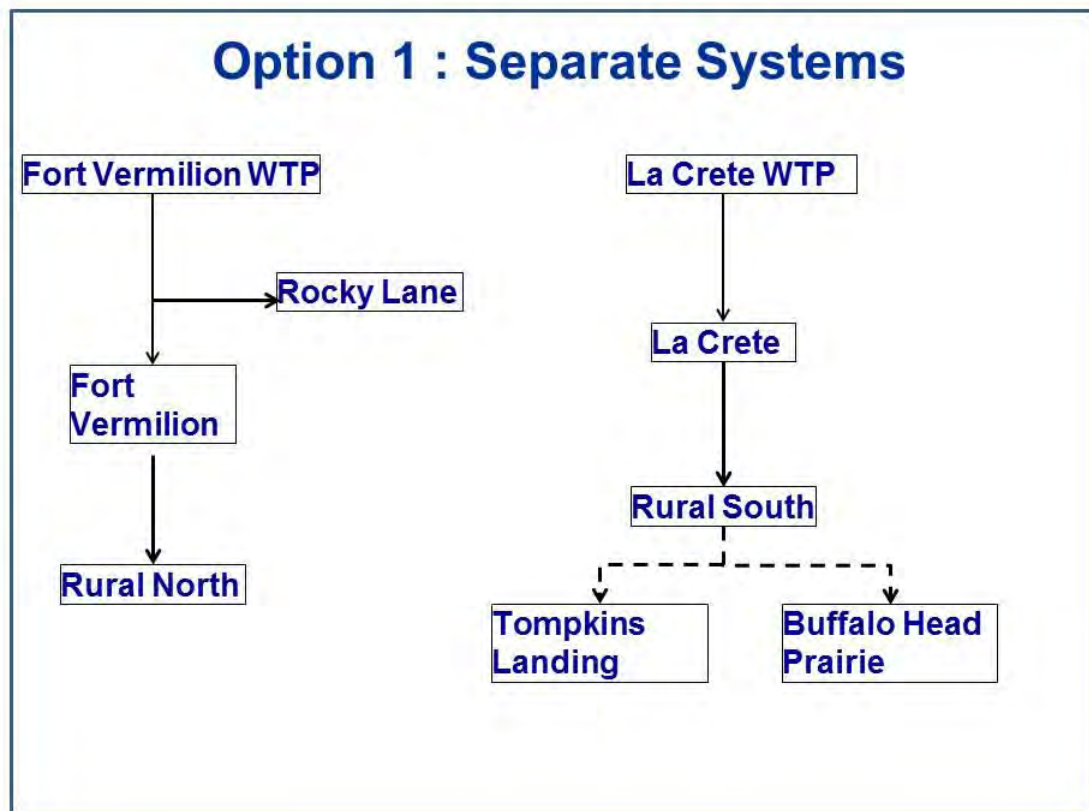 Option 1 : Separate Systems
Fort Vermilion WTP
La Crete WTP
Rocky Lane
La Crete
Fort
Vermilion
Rural South
Rural North
Tompkins
Landing
Buffalo Head
Prairie